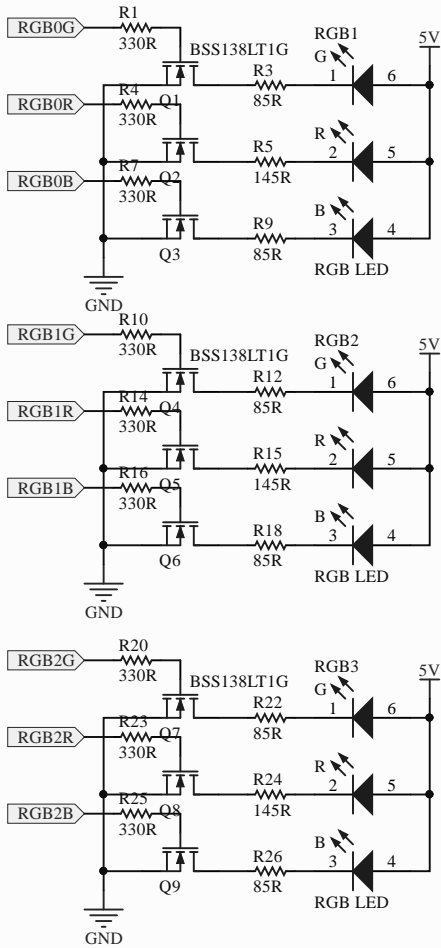 RGB0G R1 330R BSS138LT1G RGB1 5V
G
Q1 R3 85R 1 6
RGB0R R4 330R
Q2 R5 145R R 2 5
RGB0B R7 330R
Q3 R9 85R B 3 4
RGB LED
GND
RGB1G R10 330R BSS138LT1G RGB2 5V
G
Q4 R12 85R 1 6
RGB1R R14 330R
Q5 R15 145R R 2 5
RGB1B R16 330R
Q6 R18 85R B 3 4
RGB LED
GND
RGB2G R20 330R BSS138LT1G RGB3 5V
G
Q7 R22 85R 1 6
RGB2R R23 330R
Q8 R24 145R R 2 5
RGB2B R25 330R
Q9 R26 85R B 3 4
RGB LED
GND